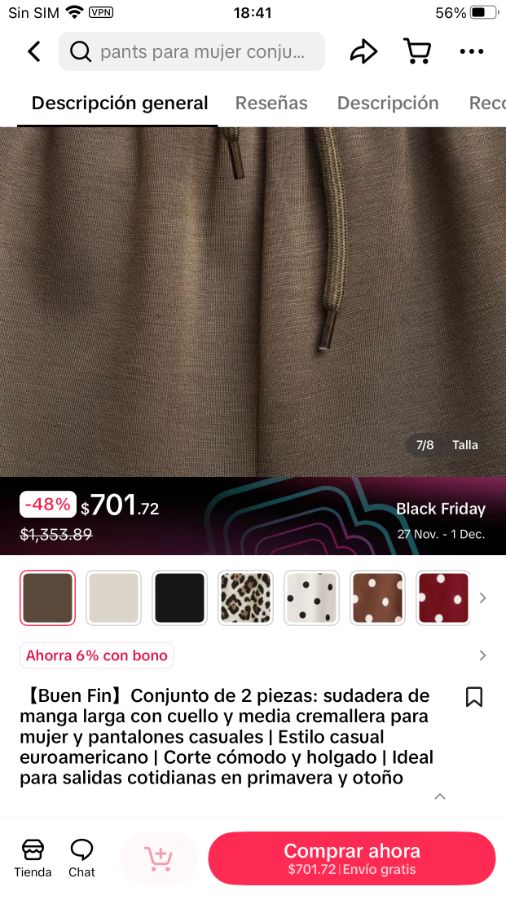 Sin SIM VPN 18:41 56%
pants para mujer conju...
Descripción general Reseñas Descripción Reco
7/8 Talla
-48% $701.72
$1,353.89
Black Friday
27 Nov. - 1 Dec.
Ahorra 6% con bono
【Buen Fin】Conjunto de 2 piezas: sudadera de
manga larga con cuello y media cremallera para
mujer y pantalones casuales | Estilo casual
euroamericano | Corte cómodo y holgado | Ideal
para salidas cotidianas en primavera y otoño
Tienda
Chat
Comprar ahora
$701.72 | Envío gratis